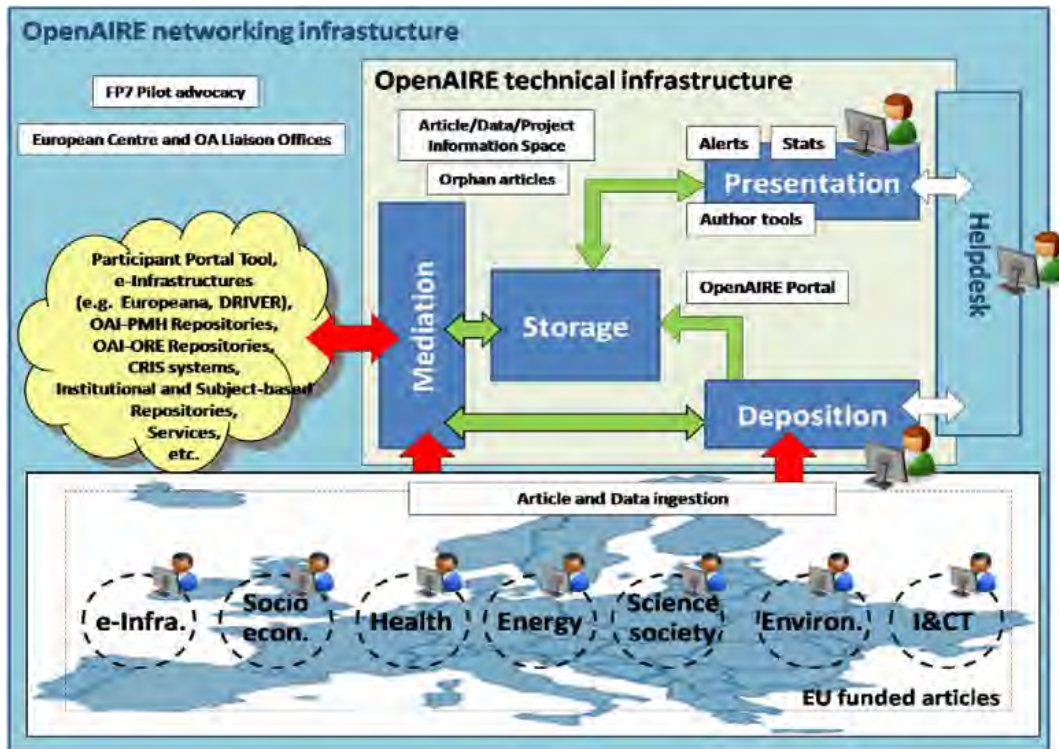 OpenAIRE networking infrastucture
FP7 Pilot advocacy
European Centre and OA Liaison Offices
OpenAIRE technical infrastructure
Article/Data/Project
Information Space
Orphan articles
Alerts
Stats
Presentation
Author tools
Helpdesk
Participant Portal Tool,
e-Infrastructures
(e.g. Europeana, DRIVER),
OAI-PMH Repositories,
OAI-ORE Repositories,
CRIS systems,
Institutional and Subject-based
Repositories,
Services,
etc.
Mediation
Storage
OpenAIRE Portal
Deposition
Article and Data ingestion
e-Infra.
Socio
econ.
Health
Energy
Science
society
Environ.
I&CT
EU funded articles